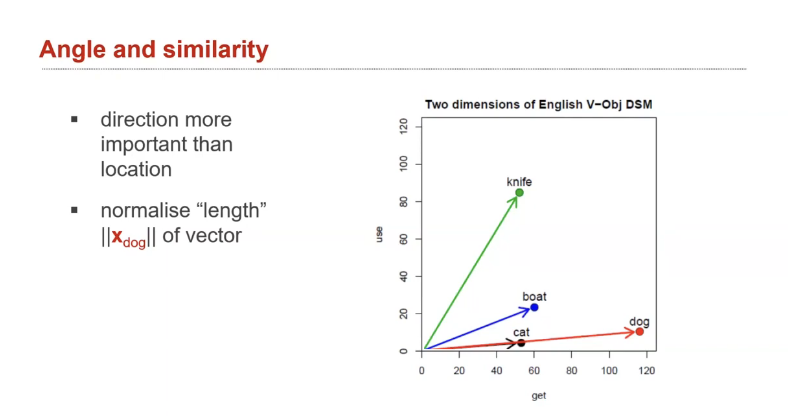 Angle and similarity
▪ direction more
important than
location
▪ normalise “length”
||x_dog|| of vector
Two dimensions of English V−Obj DSM
use
120
100
80
60
40
20
0
knife
boat
cat
dog
0 20 40 60 80 100 120
get